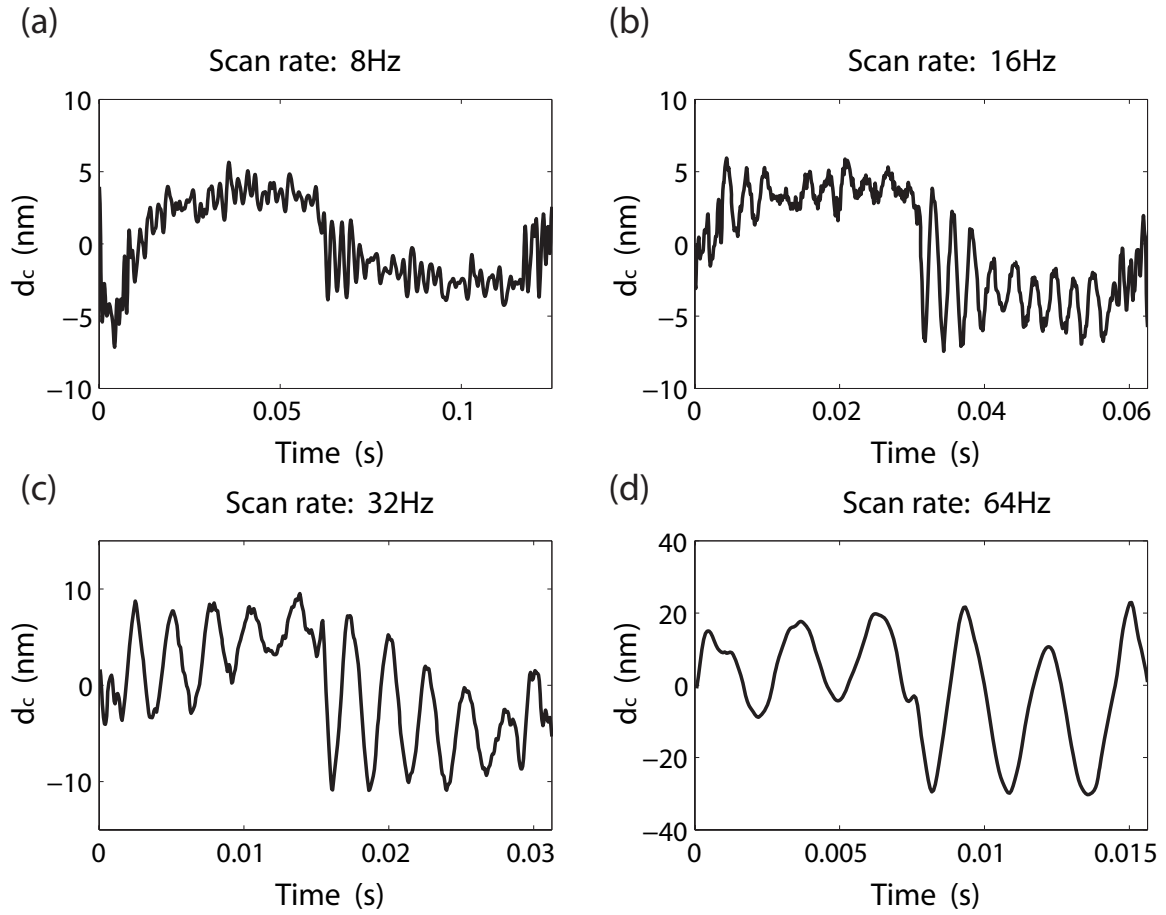 (a)
Scan rate: 8Hz
10
5
0
−5
−10
dc (nm)
0 0.05 0.1
Time (s)
(b)
Scan rate: 16Hz
10
5
0
−5
−10
dc (nm)
0 0.02 0.04 0.06
Time (s)
(c)
Scan rate: 32Hz
10
0
−10
dc (nm)
0 0.01 0.02 0.03
Time (s)
(d)
Scan rate: 64Hz
40
20
0
−20
−40
dc (nm)
0 0.005 0.01 0.015
Time (s)